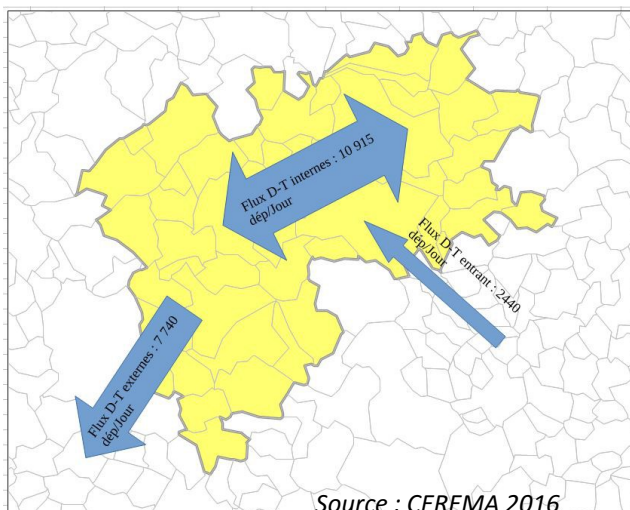 Flux D-T internes : 10 915
dép/Jour
Flux D-T entrant : 2440
dép/Jour
Flux D-T externes : 7 740
dép/Jour
Source : CEREMA 2016